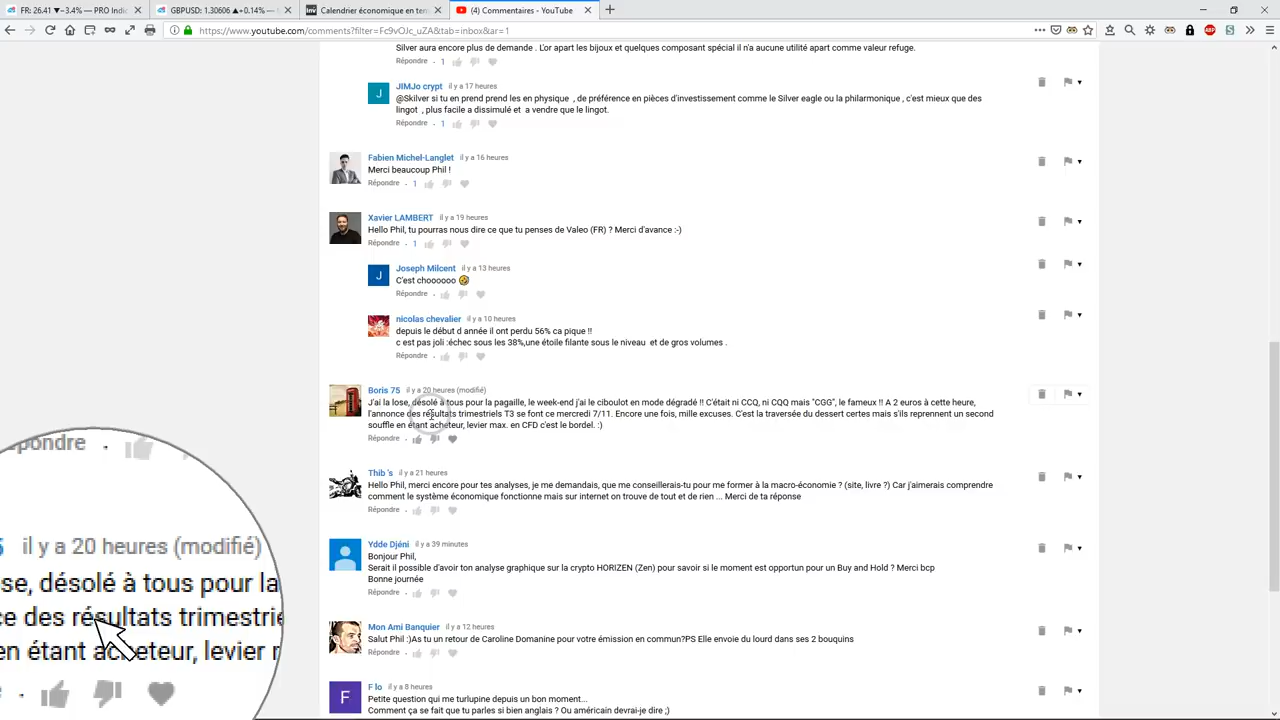 FR: 26.41 ▼−3.4% — PRO Indic
GBPUSD: 1.30606 ▲+0.14% — S
Calendrier économique en tem
(4) Commentaires - YouTube
https://www.youtube.com/comments?filter=Fc9vOJc_uZA&tab=inbox&ar=1
Silver aura encore plus de demande . L'or apart les bijoux et quelques composant spécial il n'a aucune utilité apart comme valeur refuge.
Répondre . 1
J
JIMJo crypt il y a 17 heures
@Skilver si tu en prend prend les en physique , de préférence en pièces d'investissement comme le Silver eagle ou la philarmonique , c'est mieux que des
lingot , plus facile a dissimulé et a vendre que le lingot.
Répondre . 1
Fabien Michel-Langlet il y a 16 heures
Merci beaucoup Phil !
Répondre . 1
Xavier LAMBERT il y a 19 heures
Hello Phil, tu pourras nous dire ce que tu penses de Valeo (FR) ? Merci d'avance :-)
Répondre . 1
J
Joseph Milcent il y a 13 heures
C'est choooooo 🤣
Répondre .
nicolas chevalier il y a 10 heures
depuis le début d année il ont perdu 56% ca pique !!
c est pas joli :échec sous les 38%,une étoile filante sous le niveau et de gros volumes .
Répondre .
Boris 75 il y a 20 heures (modifié)
J'ai la lose, désolé à tous pour la pagaille, le week-end j'ai le ciboulot en mode dégradé !! C'était ni CCQ, ni CQQ mais "CGG", le fameux !! A 2 euros à cette heure,
l'annonce des résultats trimestriels T3 se font ce mercredi 7/11. Encore une fois, mille excuses. C'est la traversée du dessert certes mais s'ils reprennent un second
souffle en étant acheteur, levier max. en CFD c'est le bordel. :)
Répondre .
Thib 's il y a 21 heures
Hello Phil, merci encore pour tes analyses, je me demandais, que me conseillerais-tu pour me former à la macro-économie ? (site, livre ?) Car j'aimerais comprendre
comment le système économique fonctionne mais sur internet on trouve de tout et de rien ... Merci de ta réponse
Répondre .
Ydde Djéni il y a 39 minutes
Bonjour Phil,
Serait il possible d'avoir ton analyse graphique sur la crypto HORIZEN (Zen) pour savoir si le moment est opportun pour un Buy and Hold ? Merci bcp
Bonne journée
Répondre .
Mon Ami Banquier il y a 12 heures
Salut Phil :)As tu un retour de Caroline Domanine pour votre émission en commun?PS Elle envoie du lourd dans ses 2 bouquins
Répondre .
F
F lo il y a 8 heures
Petite question qui me turlupine depuis un bon moment...
Comment ça se fait que tu parles si bien anglais ? Ou américain devrai-je dire ;)
pondre .
il y a 20 heures (modifié)
se, désolé à tous pour la
ce des résultats trimestrie
en étant acheteur, levier